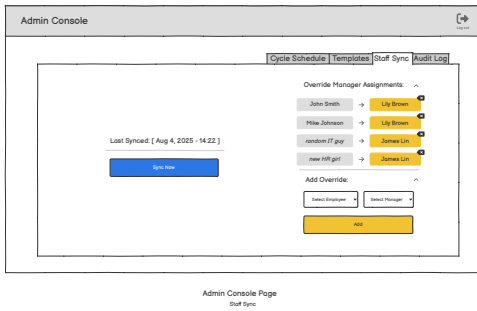 Admin Console
Log out
Cycle Schedule
Templates
Staff Sync
Audit Log
Last Synced: [ Aug 4, 2025 - 14:22 ]
Sync Now
Override Manager Assignments:
John Smith → Lily Brown
Mike Johnson → Lily Brown
random IT guy → James Lin
new HR girl → James Lin
Add Override:
Select Employee
Select Manager
Add
Admin Console Page
Staff Sync